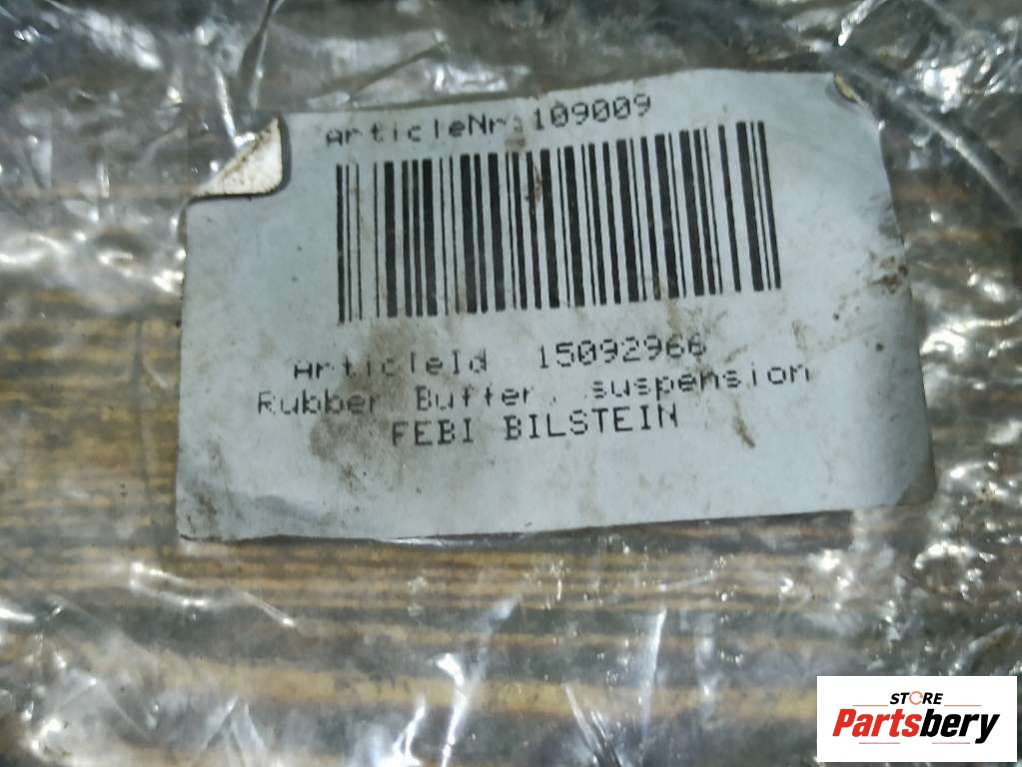 ArticleNr:109009
ArticleId 15092966
Rubber Buffer, suspension
FEBI BILSTEIN
STORE
Partsbery